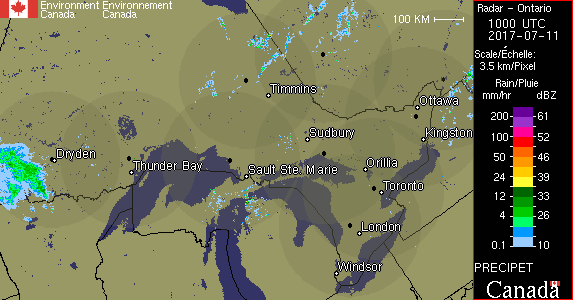 Environment Environnement
Canada Canada
100 KM
Timmins
Ottawa
Sudbury
Kingston
Dryden
Thunder Bay
Sault Ste. Marie
Orillia
Toronto
London
Windsor
Radar - Ontario
1000 UTC
2017-07-11
Scale/Échelle:
3.5 km/Pixel
Rain/Pluie
mm/hr dBZ
200 61
100 52
50 46
24 39
12 33
4 26
0.1 10
PRECIPET
Canada